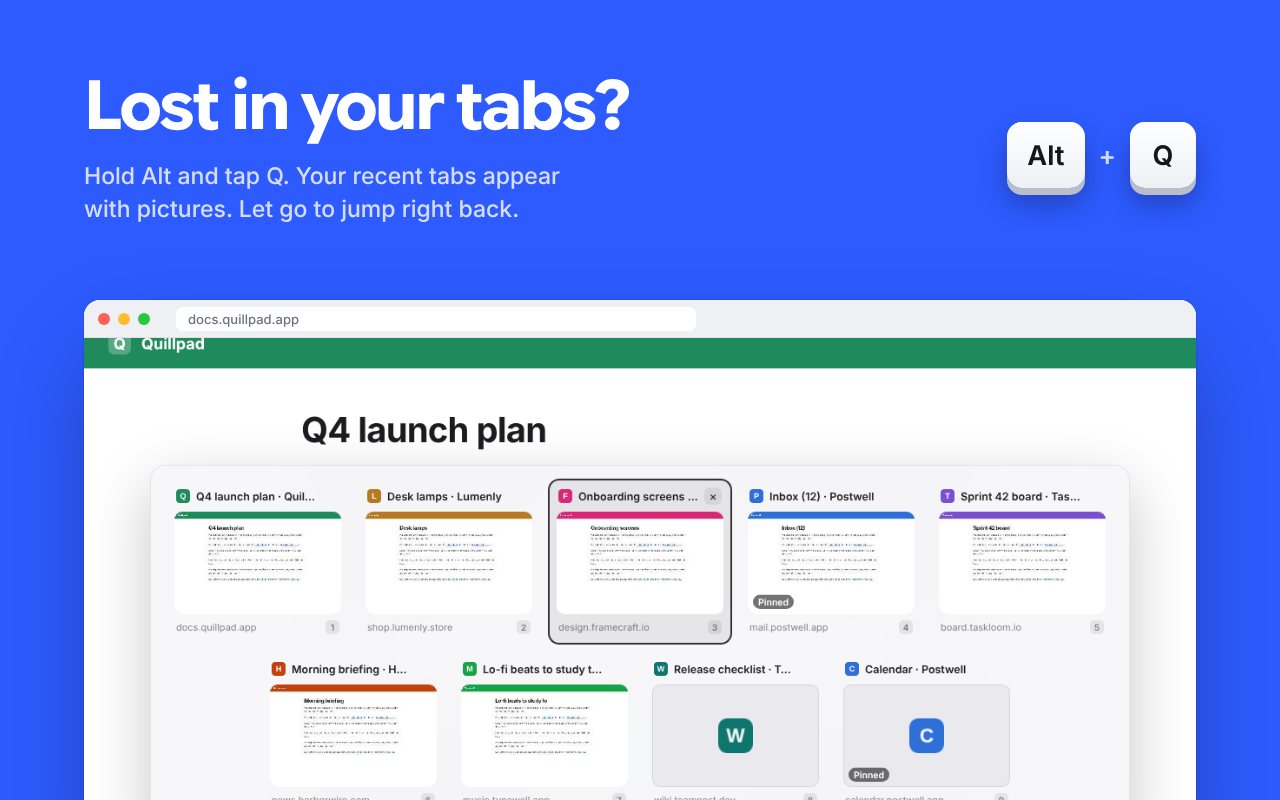 Lost in your tabs?
Hold Alt and tap Q. Your recent tabs appear
with pictures. Let go to jump right back.
Alt + Q
docs.quillpad.app
Q Quillpad
Q4 launch plan
Q Q4 launch plan · Quil...
L Desk lamps · Lumenly
F Onboarding screens ... ×
P Inbox (12) · Postwell
T Sprint 42 board · Tas...
Q4 launch plan
Desk lamps
Onboarding screens
Inbox (12)
Sprint 42 board
Pinned
docs.quillpad.app 1
shop.lumenly.store 2
design.framecraft.io 3
mail.postwell.app 4
board.taskloom.io 5
H Morning briefing · H...
M Lo-fi beats to study t...
W Release checklist · T...
C Calendar · Postwell
Morning briefing
Lo-fi beats to study to
W
C
Pinned